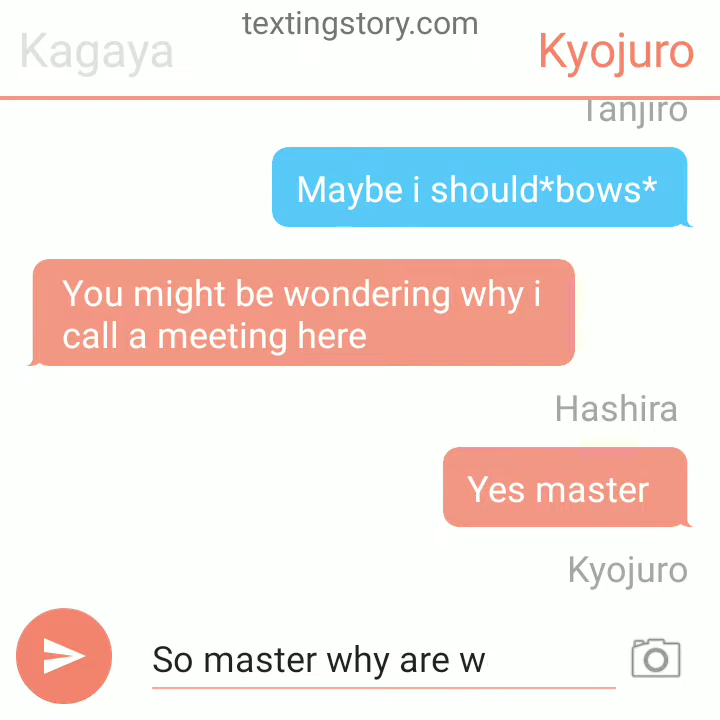 textingstory.com
Kagaya
Kyojuro
Tanjiro
Maybe i should*bows*
You might be wondering why i
call a meeting here
Hashira
Yes master
Kyojuro
So master why are w